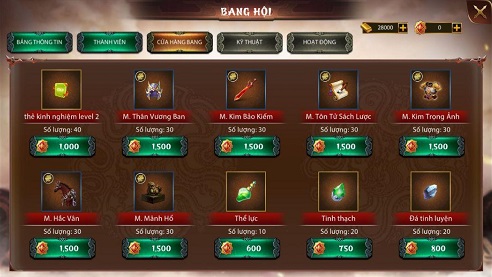 BANG HỘI
28000
0
BẢNG THÔNG TIN
THÀNH VIÊN
CỬA HÀNG BANG
KỸ THUẬT
HOẠT ĐỘNG
thẻ kinh nghiệm level 2
M. Thân Vương Ban
M. Kim Bảo Kiếm
M. Tôn Tử Sách Lược
M. Kim Trọng Ảnh
Số lượng: 40
Số lượng: 30
Số lượng: 30
Số lượng: 30
Số lượng: 30
1,000
1,500
1,500
1,500
1,500
M. Hắc Vân
M. Mãnh Hổ
Thể lực
Tinh thạch
Đá tinh luyện
Số lượng: 30
Số lượng: 30
Số lượng: 10
Số lượng: 20
Số lượng: 20
1,500
1,500
600
750
800